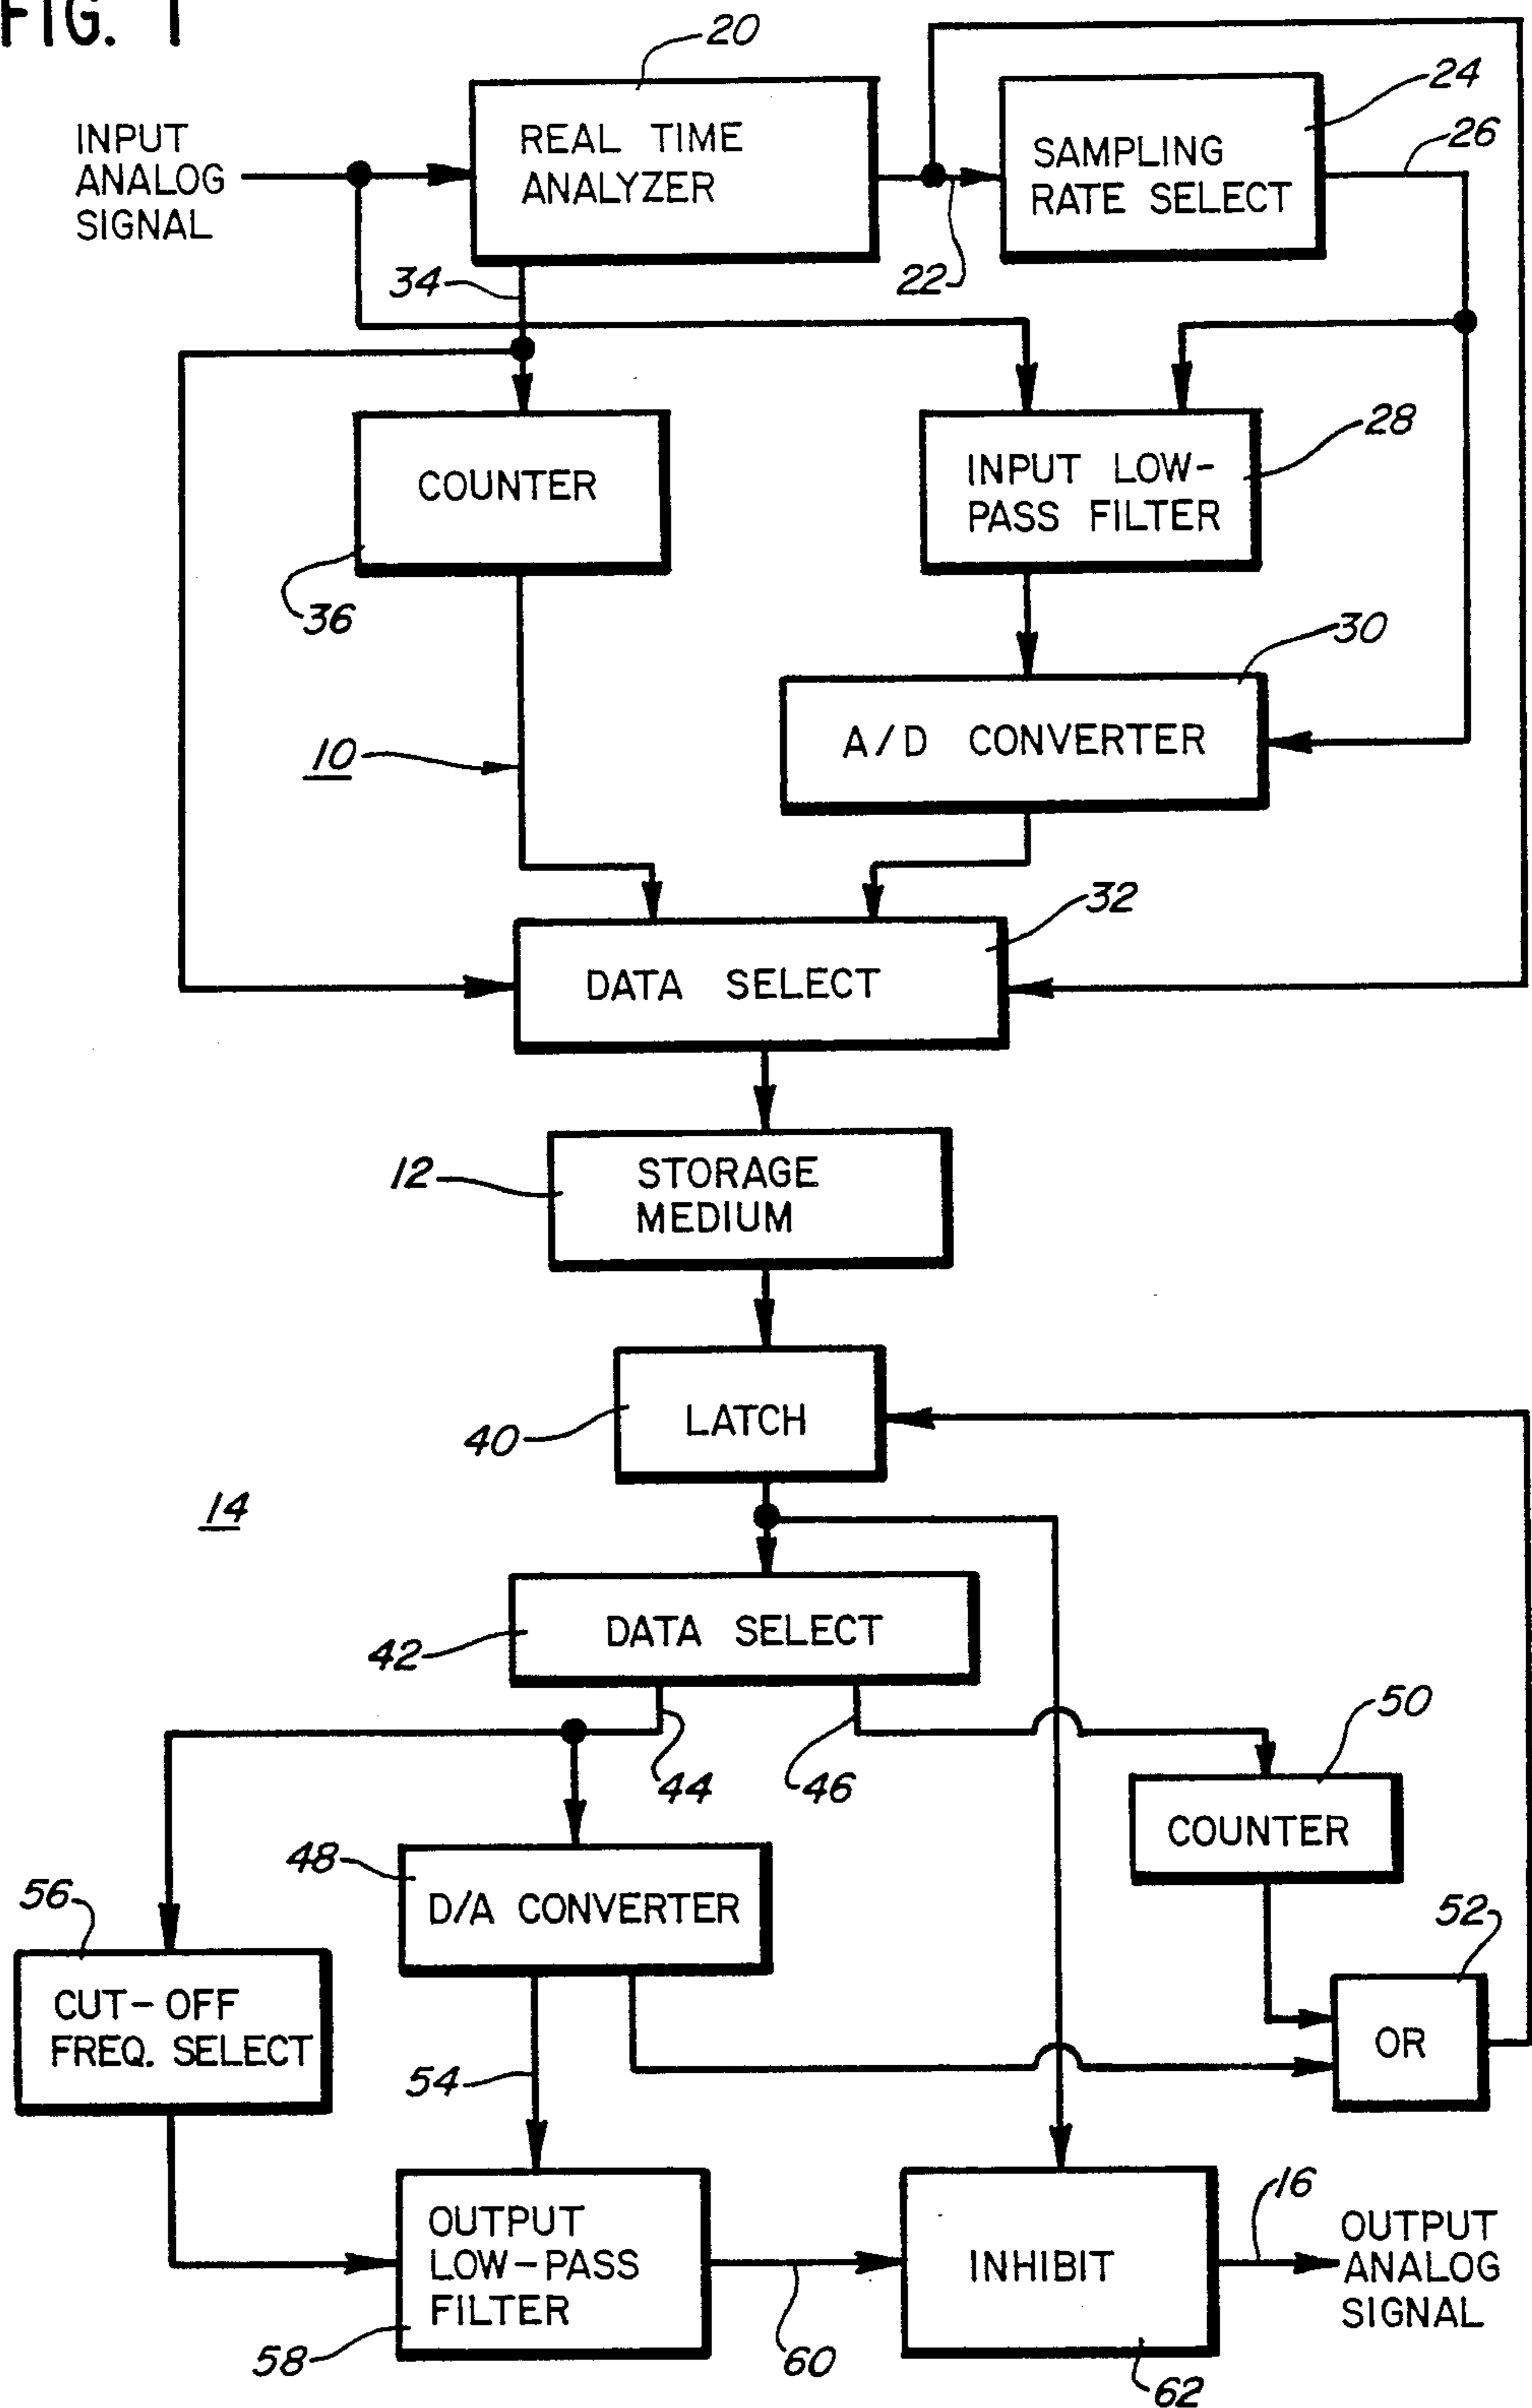 FIG. 1
20
24
INPUT
ANALOG
SIGNAL
REAL TIME
ANALYZER
SAMPLING
RATE SELECT
26
34
22
28
COUNTER
INPUT LOW-
PASS FILTER
36
30
10
A/D CONVERTER
32
DATA SELECT
12
STORAGE
MEDIUM
40
LATCH
14
42
DATA SELECT
50
44
46
COUNTER
48
D/A CONVERTER
56
52
CUT-OFF
FREQ. SELECT
OR
54
16
OUTPUT
LOW-PASS
FILTER
INHIBIT
OUTPUT
ANALOG
SIGNAL
58
60
62